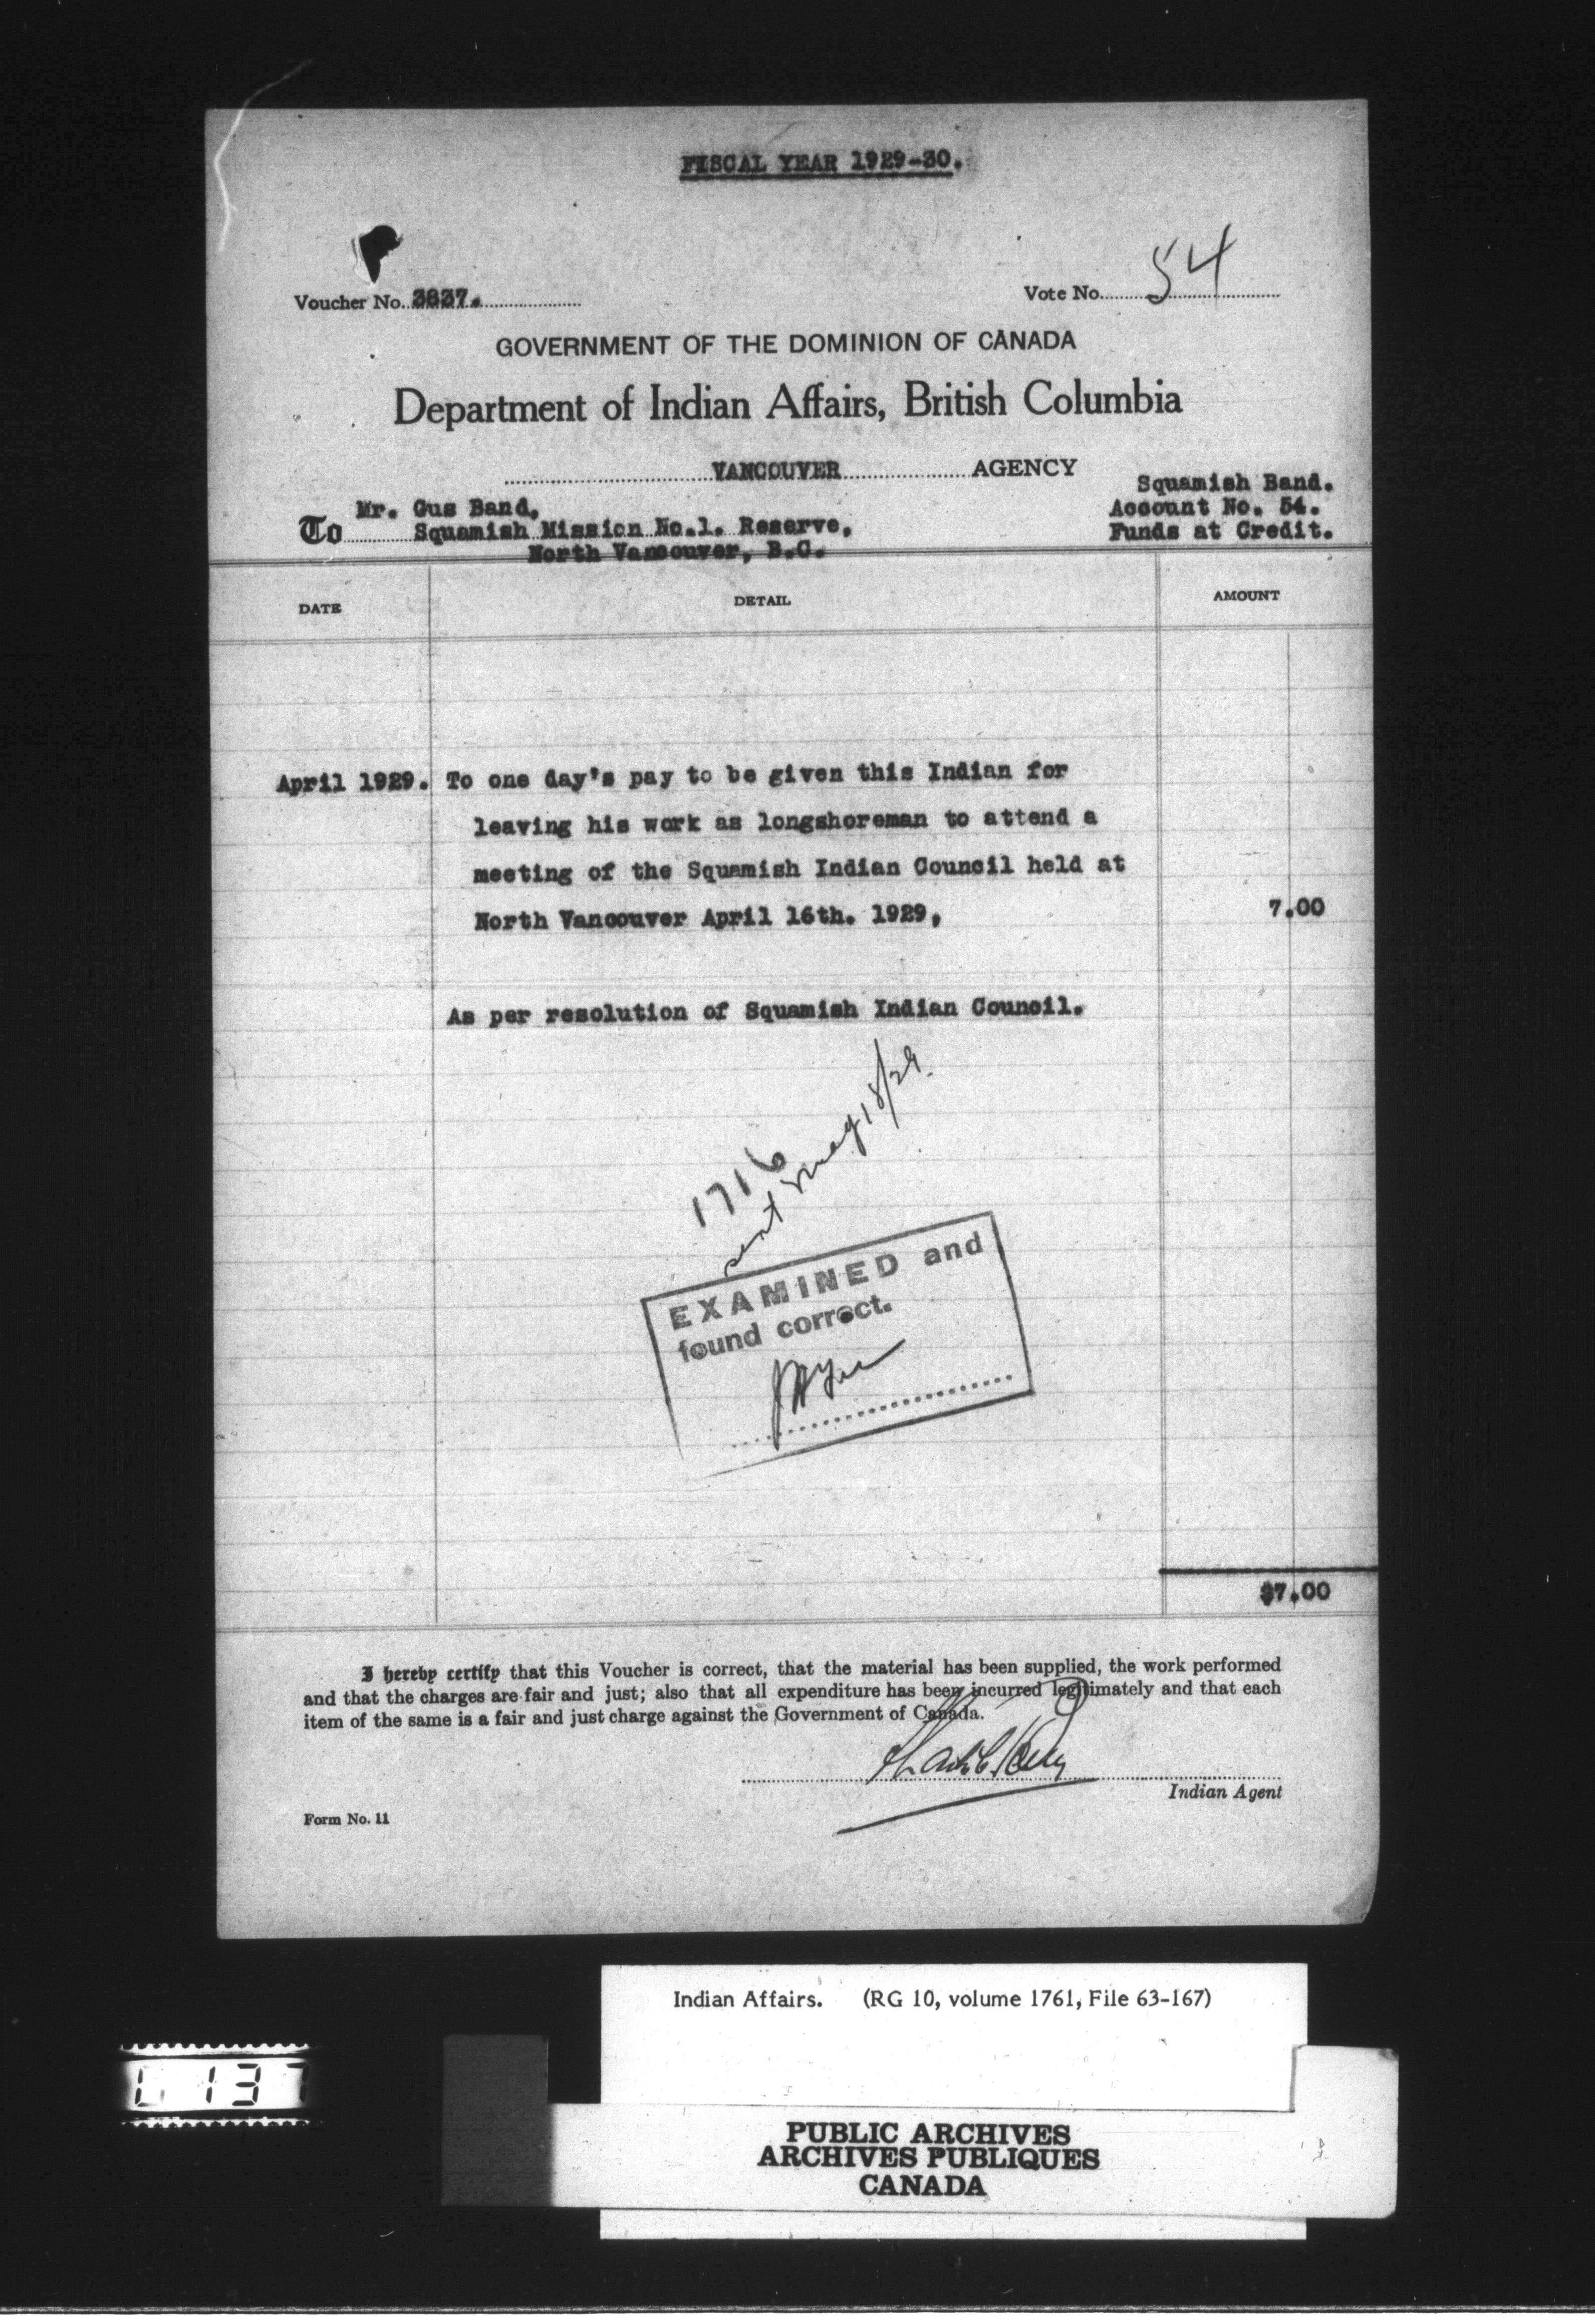 FISCAL YEAR 1929-30.
Voucher No. 3837.
Vote No. 54
GOVERNMENT OF THE DOMINION OF CANADA
Department of Indian Affairs, British Columbia
VANCOUVER AGENCY
Squamish Band.
Account No. 54.
Funds at Credit.
To Mr. Gus Band,
Squamish Mission No.1. Reserve,
North Vancouver, B.C.
DATE DETAIL AMOUNT
April 1929. To one day's pay to be given this Indian for
leaving his work as longshoreman to attend a
meeting of the Squamish Indian Council held at
North Vancouver April 16th. 1929, 7.00
As per resolution of Squamish Indian Council.
1716
sent May 18/29.
EXAMINED and
found correct.
$7.00
I hereby certify that this Voucher is correct, that the material has been supplied, the work performed
and that the charges are fair and just; also that all expenditure has been incurred legitimately and that each
item of the same is a fair and just charge against the Government of Canada.
Indian Agent
Form No. 11
Indian Affairs. (RG 10, volume 1761, File 63-167)
137
PUBLIC ARCHIVES
ARCHIVES PUBLIQUES
CANADA